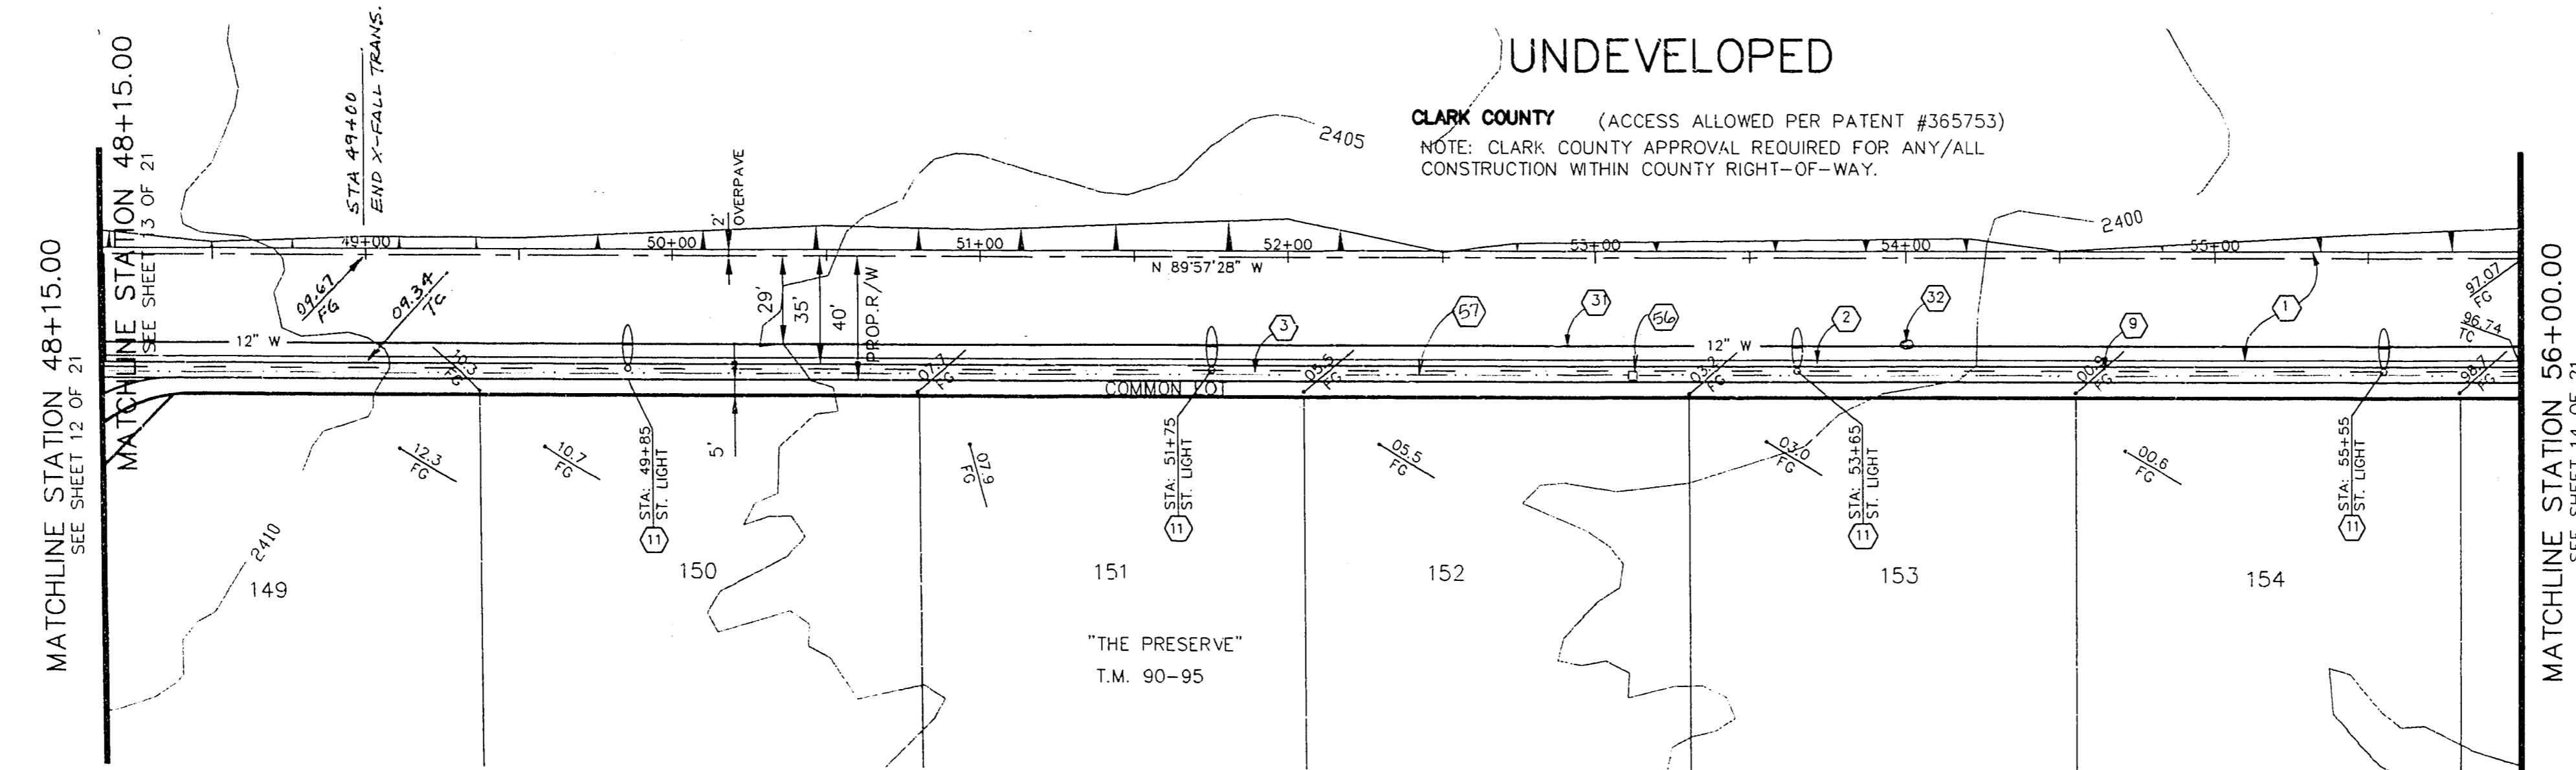 UNDEVELOPED
CLARK COUNTY (ACCESS ALLOWED PER PATENT #365753)
NOTE: CLARK COUNTY APPROVAL REQUIRED FOR ANY/ALL
CONSTRUCTION WITHIN COUNTY RIGHT-OF-WAY.
MATCHLINE STATION 48+15.00
SEE SHEET 12 OF 21
MATCHLINE STATION 48+15.00
SEE SHEET 13 OF 21
STA 49+00
END X-FALL TRANS.
2'
OVERPAVE
2405
2400
49+00
50+00
51+00
52+00
53+00
54+00
55+00
N 89°57'28" W
09.67
FG
09.34
TC
29'
35'
40'
PROP.R/W
3
57
31
56
2
32
9
1
97.07
FG
96.74
TC
12" W
12" W
10.3
FG
07.7
FG
05.5
FG
03.2
FG
00.9
FG
98.7
FG
COMMON LOT
5'
12.3
FG
10.7
FG
07.9
FG
05.5
FG
03.0
FG
00.6
FG
STA: 49+85
ST. LIGHT
11
STA: 51+75
ST. LIGHT
11
STA: 53+65
ST. LIGHT
11
STA: 55+55
ST. LIGHT
11
2410
149
150
151
152
153
154
"THE PRESERVE"
T.M. 90-95
MATCHLINE STATION 56+00.00
SEE SHEET 14 OF 21